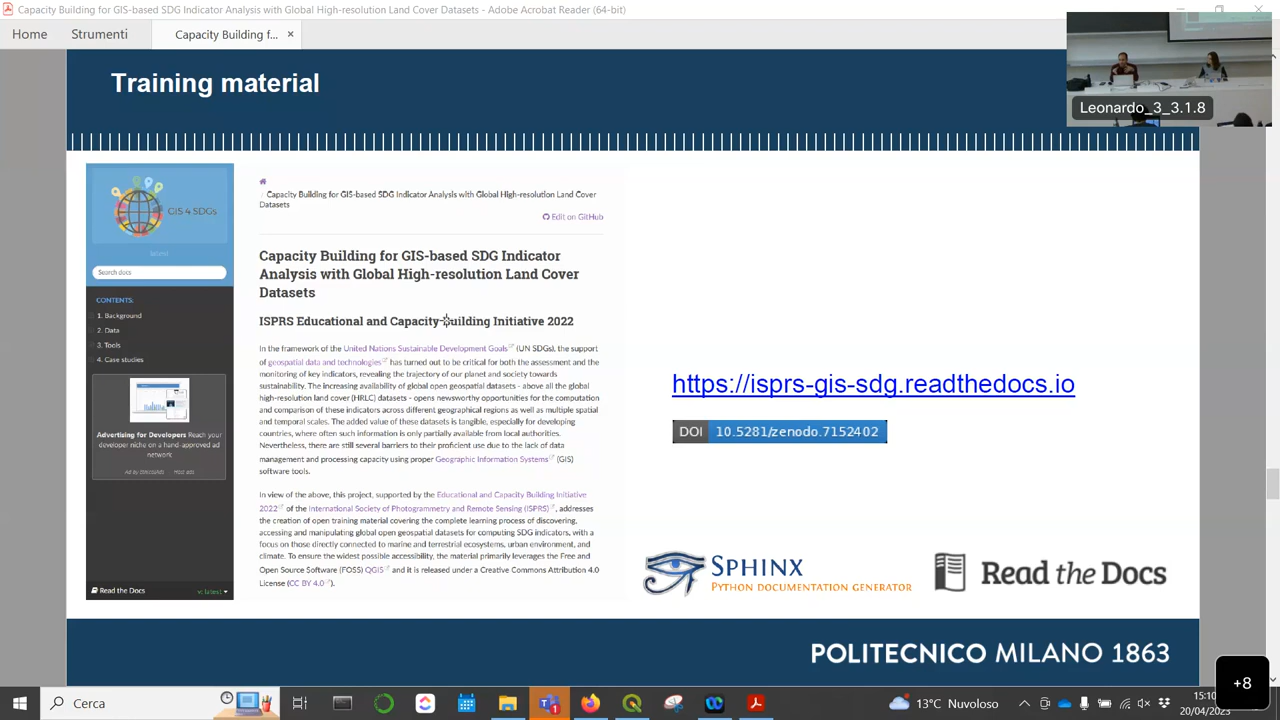 Capacity Building for GIS-based SDG Indicator Analysis with Global High-resolution Land Cover Datasets - Adobe Acrobat Reader (64-bit)
Home
Strumenti
Capacity Building f...
Training material
Leonardo_3_3.1.8
GIS 4 SDGs
latest
Search docs
CONTENTS:
1. Background
2. Data
3. Tools
4. Case studies
Advertising for Developers Reach your
developer niche on a hand-approved ad
network
Read the Docs
v: latest
Capacity Building for GIS-based SDG Indicator Analysis with Global High-resolution Land Cover
Datasets
Edit on GitHub
Capacity Building for GIS-based SDG Indicator
Analysis with Global High-resolution Land Cover
Datasets
ISPRS Educational and Capacity-Building Initiative 2022
In the framework of the United Nations Sustainable Development Goals (UN SDGs), the support
of geospatial data and technologies has turned out to be critical for both the assessment and the
monitoring of key indicators, revealing the trajectory of our planet and society towards
sustainability. The increasing availability of global open geospatial datasets - above all the global
high-resolution land cover (HRLC) datasets - opens newsworthy opportunities for the computation
and comparison of these indicators across different geographical regions as well as multiple spatial
and temporal scales. The added value of these datasets is tangible, especially for developing
countries, where often such information is only partially available from local authorities.
Nevertheless, there are still several barriers to their proficient use due to the lack of data
management and processing capacity using proper Geographic Information Systems (GIS)
software tools.
In view of the above, this project, supported by the Educational and Capacity Building Initiative
2022 of the International Society of Photogrammetry and Remote Sensing (ISPRS), addresses
the creation of open training material covering the complete learning process of discovering,
accessing and manipulating global open geospatial datasets for computing SDG indicators, with a
focus on those directly connected to marine and terrestrial ecosystems, urban environment, and
climate. To ensure the widest possible accessibility, the material primarily leverages the Free and
Open Source Software (FOSS) QGIS and it is released under a Creative Commons Attribution 4.0
License (CC BY 4.0).
https://isprs-gis-sdg.readthedocs.io
DOI 10.5281/zenodo.7152402
SPHINX
PYTHON DOCUMENTATION GENERATOR
Read the Docs
POLITECNICO MILANO 1863
+8
Cerca
13°C Nuvoloso
15:10
20/04/2023